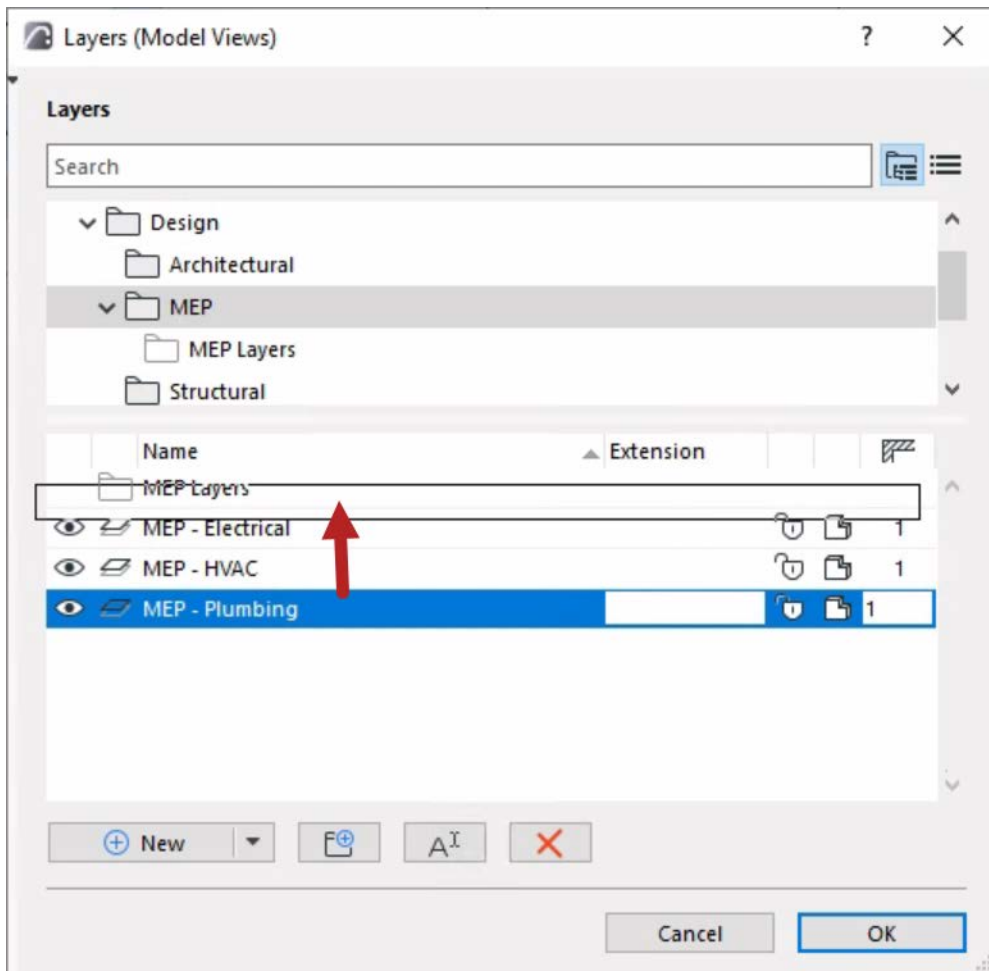 Layers (Model Views) ?
Layers
Search
Design
Architectural
MEP
MEP Layers
Structural
Name Extension
MEP Layers
MEP - Electrical 1
MEP - HVAC 1
MEP - Plumbing 1
New AI
Cancel OK